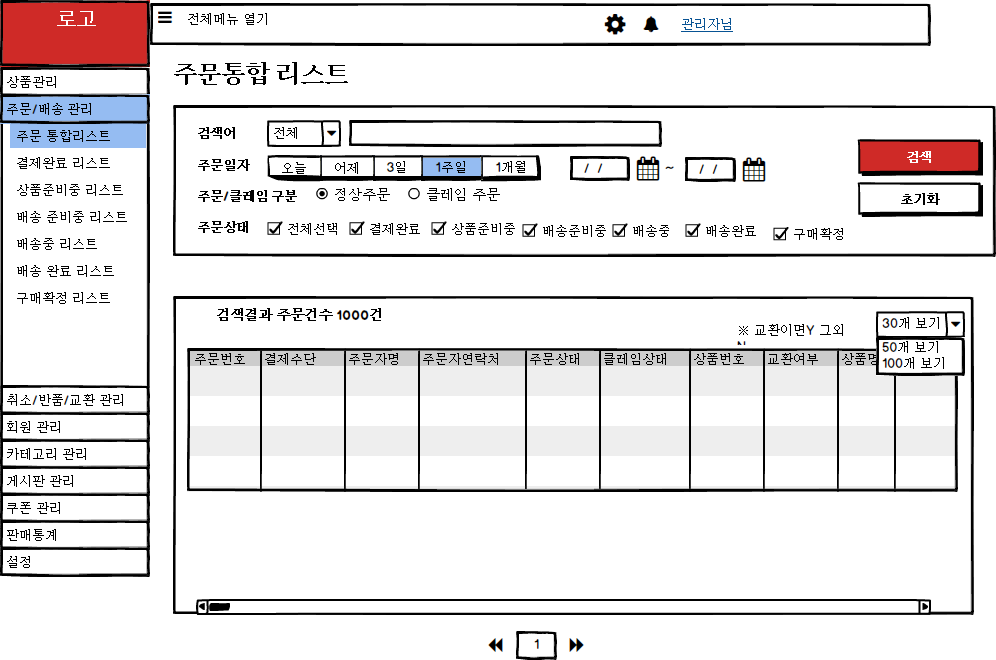 로고
전체메뉴 열기
관리자님
상품관리
주문/배송 관리
주문 통합리스트
결제완료 리스트
상품준비중 리스트
배송 준비중 리스트
배송중 리스트
배송 완료 리스트
구매확정 리스트
취소/반품/교환 관리
회원 관리
카테고리 관리
게시판 관리
쿠폰 관리
판매통계
설정
주문통합 리스트
검색어 전체
주문일자 오늘 어제 3일 1주일 1개월 / / ~ / /
주문/클레임 구분 정상주문 클레임 주문
주문상태 전체선택 결제완료 상품준비중 배송준비중 배송중 배송완료 구매확정
검색
초기화
검색결과 주문건수 1000건
※ 교환이면Y 그외
30개 보기
50개 보기
100개 보기
주문번호 결제수단 주문자명 주문자연락처 주문상태 클레임상태 상품번호 교환여부 상품명
1